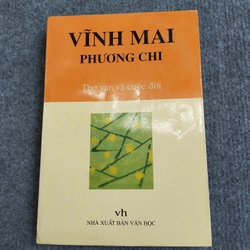 VĨNH MAI
PHƯƠNG CHI
Thơ văn và cuộc đời
vh
NHÀ XUẤT BẢN VĂN HỌC